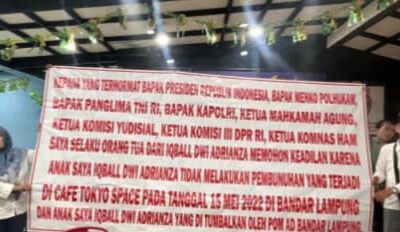 KEPADA YANG TERHORMAT BAPAK PRESIDEN REPUBLIK INDONESIA, BAPAK MENKO POLHUKAM,
BAPAK PANGLIMA TNI RI, BAPAK KAPOLRI, KETUA MAHKAMAH AGUNG,
KETUA KOMISI YUDISIAL, KETUA KOMISI III DPR RI, KETUA KOMNAS HAM
SAYA SELAKU ORANG TUA DARI IQBALL DWI ADRIANZA MEMOHON KEADILAN KARENA
ANAK SAYA IQBALL DWI ADRIANZA TIDAK MELAKUKAN PEMBUNUHAN YANG TERJADI
DI CAFE TOKYO SPACE PADA TANGGAL 15 MEI 2022 DI BANDAR LAMPUNG
DAN ANAK SAYA IQBALL DWI ADRIANZA YANG DI TUMBALKAN OLEH POM AD BANDAR LAMPUNG